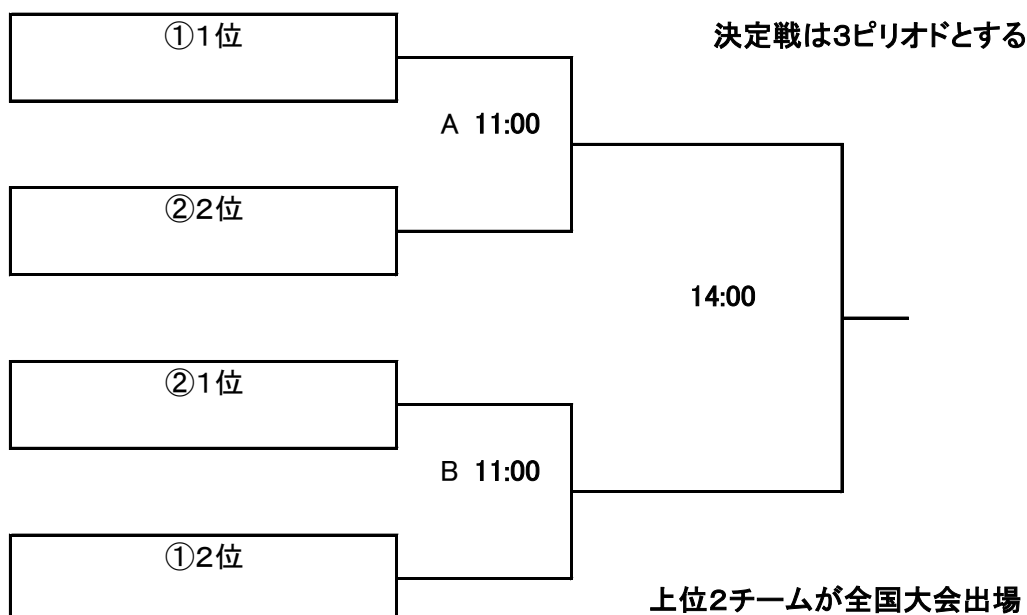 ①1位
決定戦は3ピリオドとする
A 11:00
②2位
14:00
②1位
B 11:00
①2位
上位2チームが全国大会出場